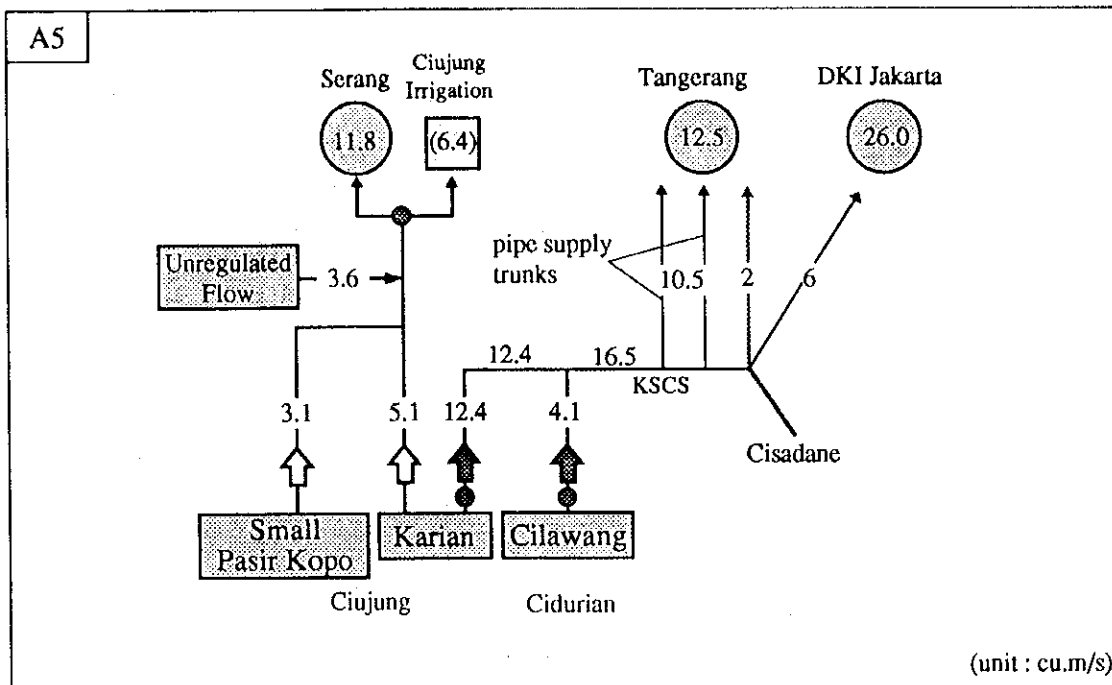 A5
Serang
Ciujung
Irrigation
Tangerang
DKI Jakarta
11.8
(6.4)
12.5
26.0
pipe supply
trunks
Unregulated
Flow
3.6
10.5
2
6
12.4
16.5
KSCS
3.1
5.1
12.4
4.1
Cisadane
Small
Pasir Kopo
Karian
Cilawang
Ciujung
Cidurian
(unit : cu.m/s)